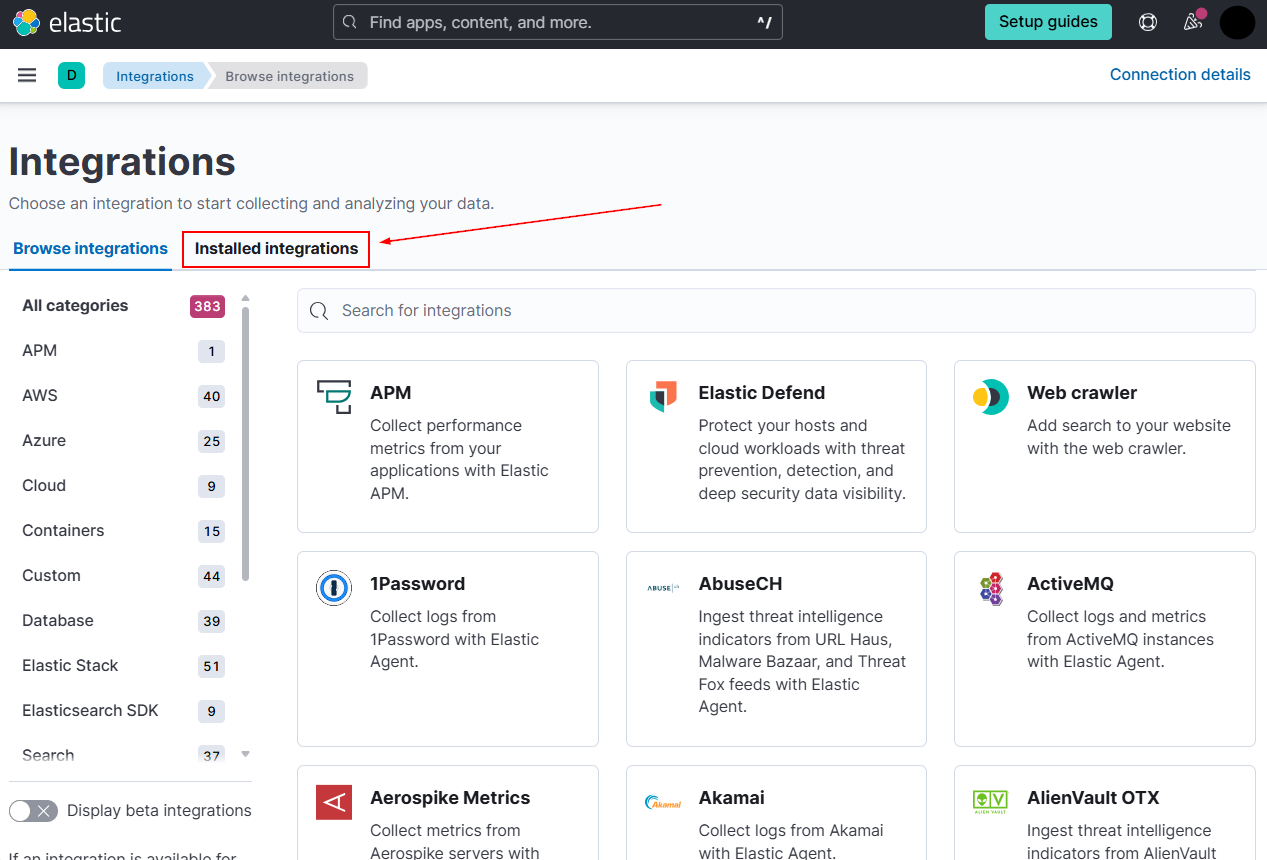 elastic
Find apps, content, and more.
^/
Setup guides
D
Integrations
Browse integrations
Connection details
Integrations
Choose an integration to start collecting and analyzing your data.
Browse integrations
Installed integrations
All categories 383
APM 1
AWS 40
Azure 25
Cloud 9
Containers 15
Custom 44
Database 39
Elastic Stack 51
Elasticsearch SDK 9
Search 37
Display beta integrations
If an integration is available for
Search for integrations
APM
Collect performance
metrics from your
applications with Elastic
APM.
Elastic Defend
Protect your hosts and
cloud workloads with threat
prevention, detection, and
deep security data visibility.
Web crawler
Add search to your website
with the web crawler.
1Password
Collect logs from
1Password with Elastic
Agent.
ABUSE
AbuseCH
Ingest threat intelligence
indicators from URL Haus,
Malware Bazaar, and Threat
Fox feeds with Elastic
Agent.
ActiveMQ
Collect logs and metrics
from ActiveMQ instances
with Elastic Agent.
Aerospike Metrics
Collect metrics from
Aerospike servers with
Akamai
Akamai
Collect logs from Akamai
with Elastic Agent.
ALIEN VAULT
AlienVault OTX
Ingest threat intelligence
indicators from AlienVault